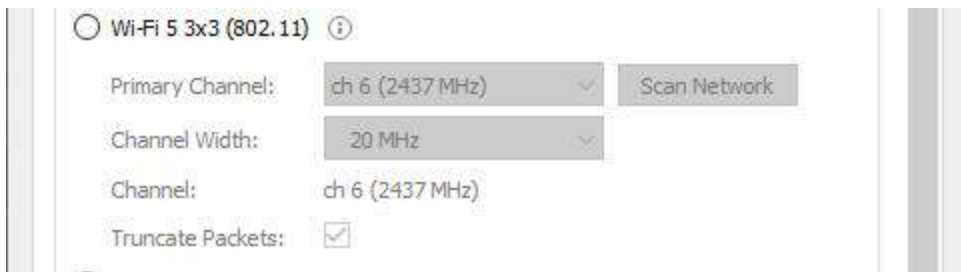 Wi-Fi 5 3x3 (802.11)
Primary Channel: ch 6 (2437 MHz) Scan Network
Channel Width: 20 MHz
Channel: ch 6 (2437 MHz)
Truncate Packets: